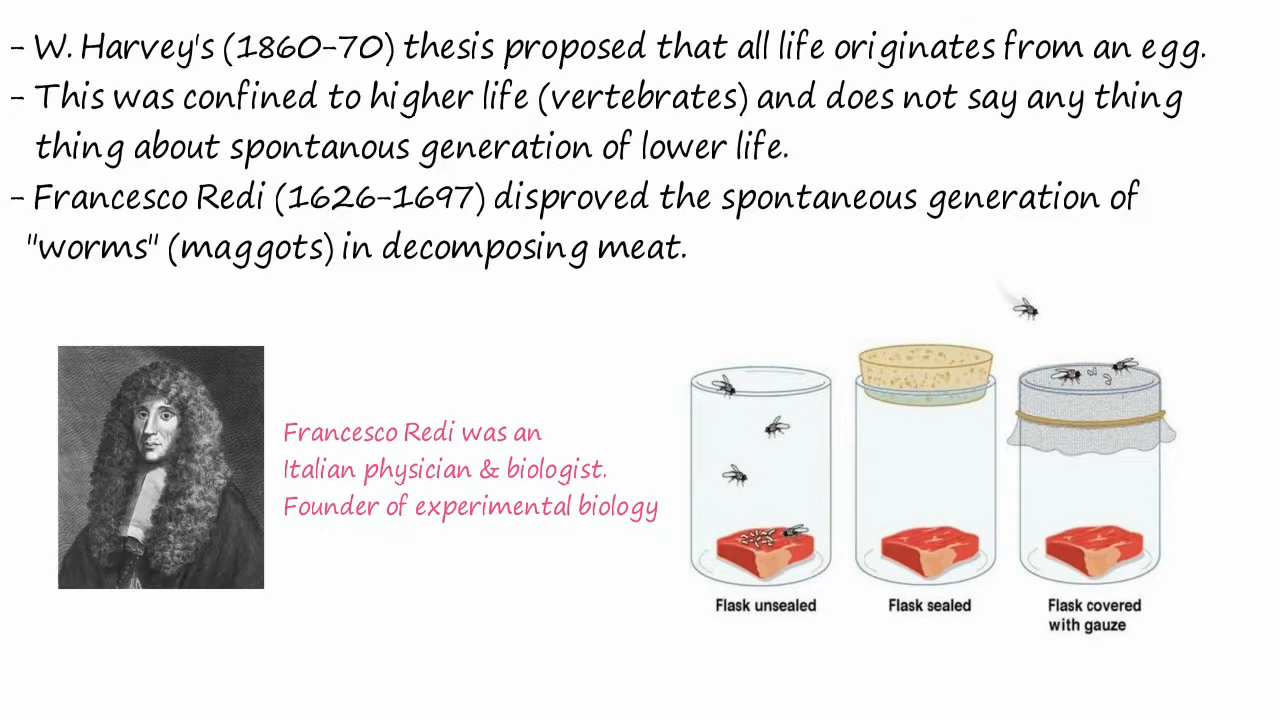 - W. Harvey's (1860-70) thesis proposed that all life originates from an egg.
- This was confined to higher life (vertebrates) and does not say any thing
thing about spontanous generation of lower life.
- Francesco Redi (1626-1697) disproved the spontaneous generation of
"worms" (maggots) in decomposing meat.
Francesco Redi was an
Italian physician & biologist.
Founder of experimental biology
Flask unsealed
Flask sealed
Flask covered
with gauze